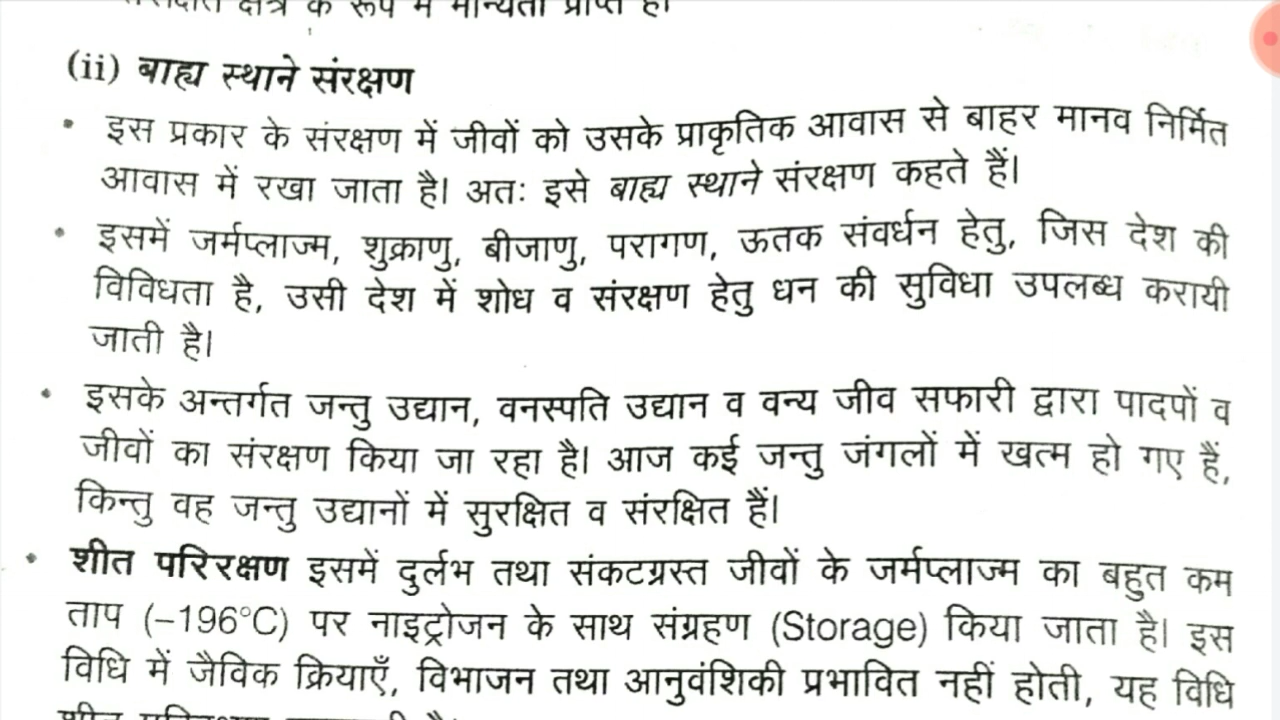 क्षेत्र के रूप में मान्यता प्राप्त है।
(ii) बाह्य स्थाने संरक्षण
• इस प्रकार के संरक्षण में जीवों को उसके प्राकृतिक आवास से बाहर मानव निर्मित
आवास में रखा जाता है। अतः इसे बाह्य स्थाने संरक्षण कहते हैं।
• इसमें जर्मप्लाज्म, शुक्राणु, बीजाणु, परागण, ऊतक संवर्धन हेतु, जिस देश की
विविधता है, उसी देश में शोध व संरक्षण हेतु धन की सुविधा उपलब्ध करायी
जाती है।
• इसके अन्तर्गत जन्तु उद्यान, वनस्पति उद्यान व वन्य जीव सफारी द्वारा पादपों व
जीवों का संरक्षण किया जा रहा है। आज कई जन्तु जंगलों में खत्म हो गए हैं,
किन्तु वह जन्तु उद्यानों में सुरक्षित व संरक्षित हैं।
• शीत परिरक्षण इसमें दुर्लभ तथा संकटग्रस्त जीवों के जर्मप्लाज्म का बहुत कम
ताप (–196°C) पर नाइट्रोजन के साथ संग्रहण (Storage) किया जाता है। इस
विधि में जैविक क्रियाएँ, विभाजन तथा आनुवंशिकी प्रभावित नहीं होती, यह विधि